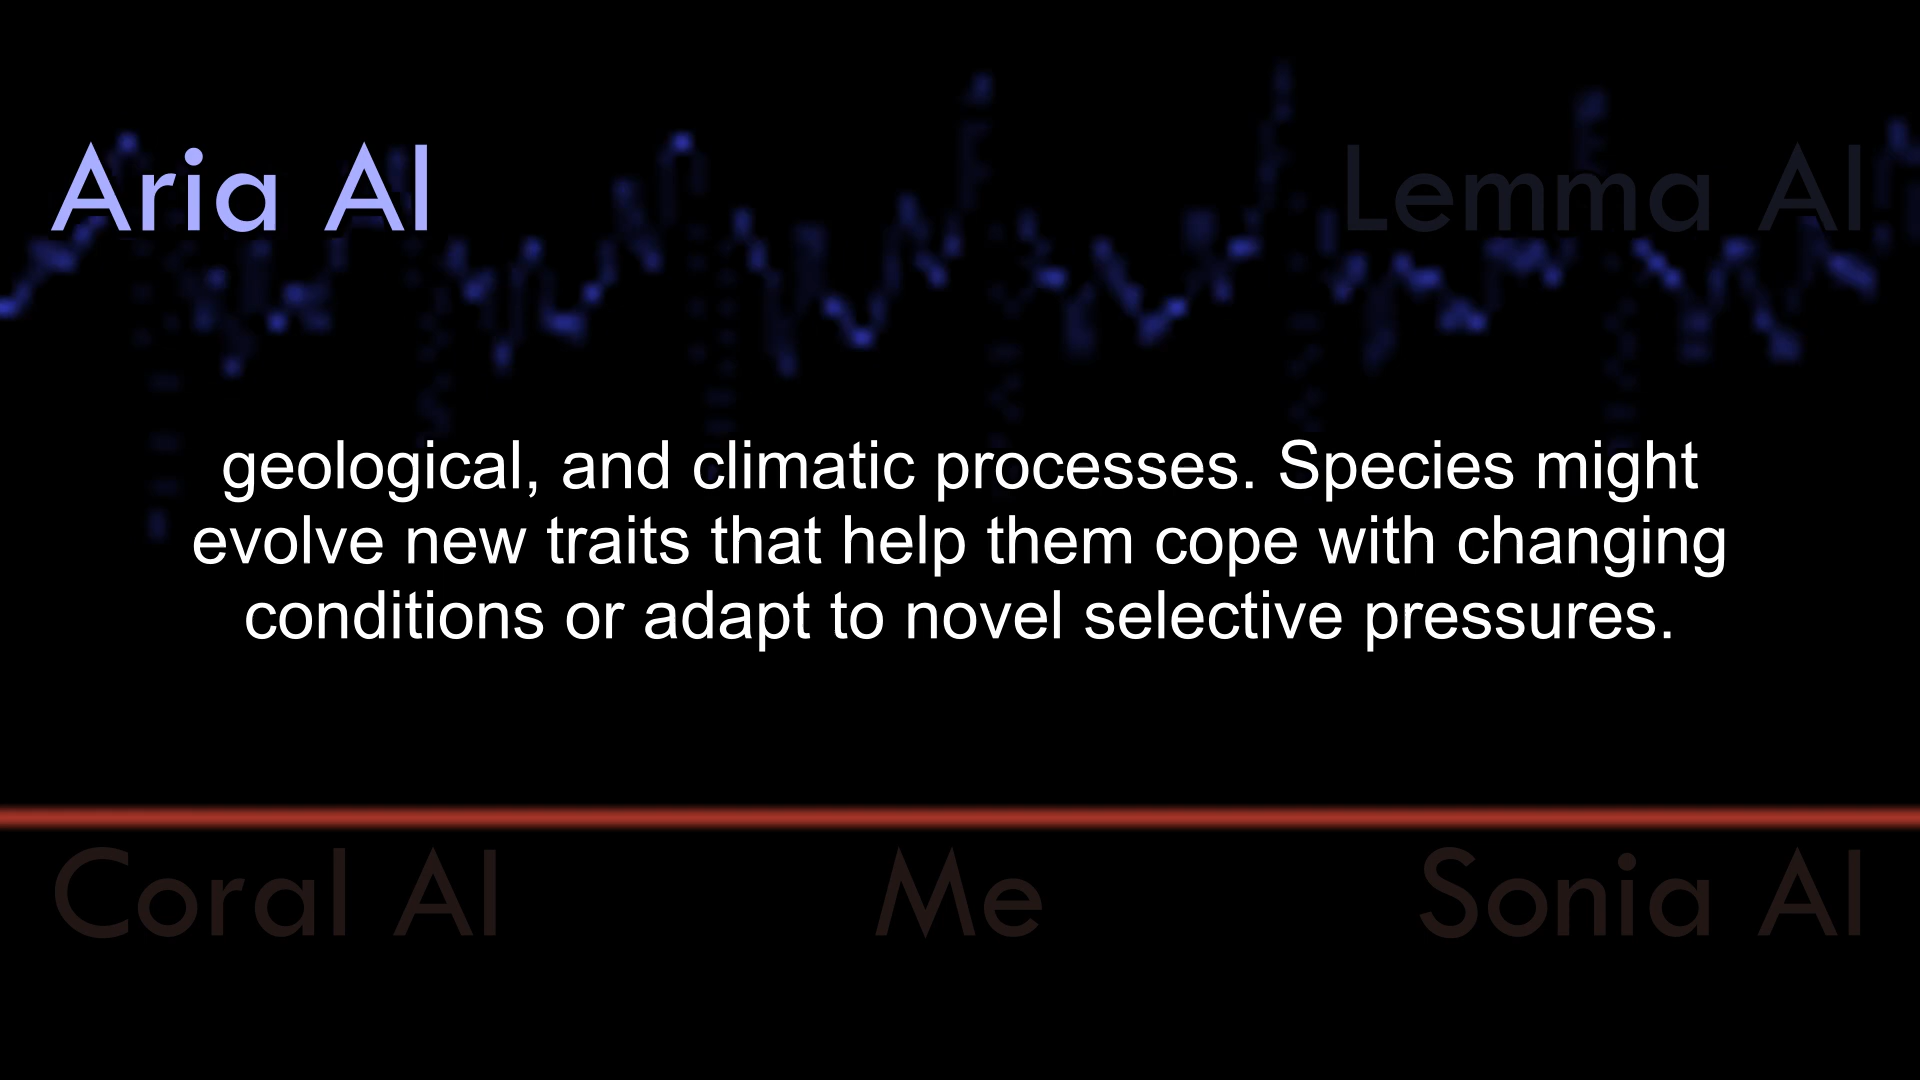 Aria AI
Lemma AI
geological, and climatic processes. Species might
evolve new traits that help them cope with changing
conditions or adapt to novel selective pressures.
Coral AI
Me
Sonia AI